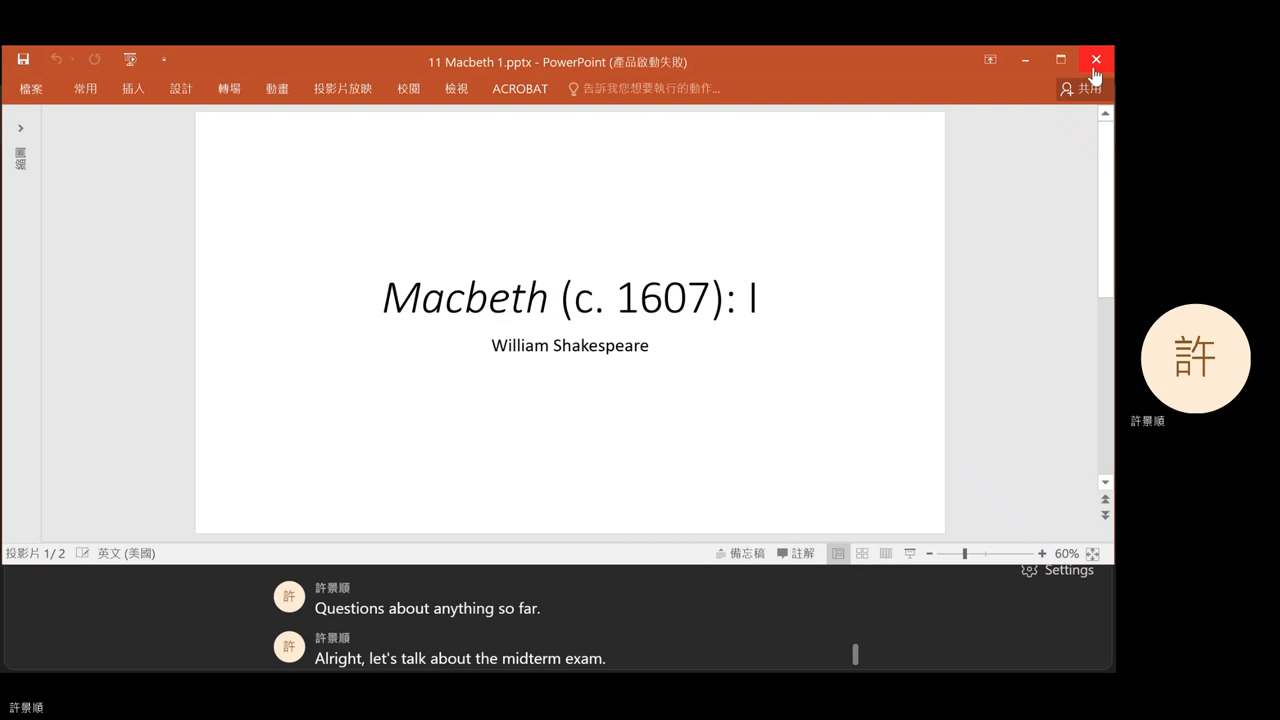 11 Macbeth 1.pptx - PowerPoint (產品啟動失敗)
檔案 常用 插入 設計 轉場 動畫 投影片放映 校閱 檢視 ACROBAT 告訴我您想要執行的動作... 共用
Macbeth (c. 1607): I
William Shakespeare
許
許景順
投影片 1/2 英文 (美國) 備忘稿 註解 60%
Settings
許景順
許
Questions about anything so far.
許景順
許
Alright, let's talk about the midterm exam.
許景順